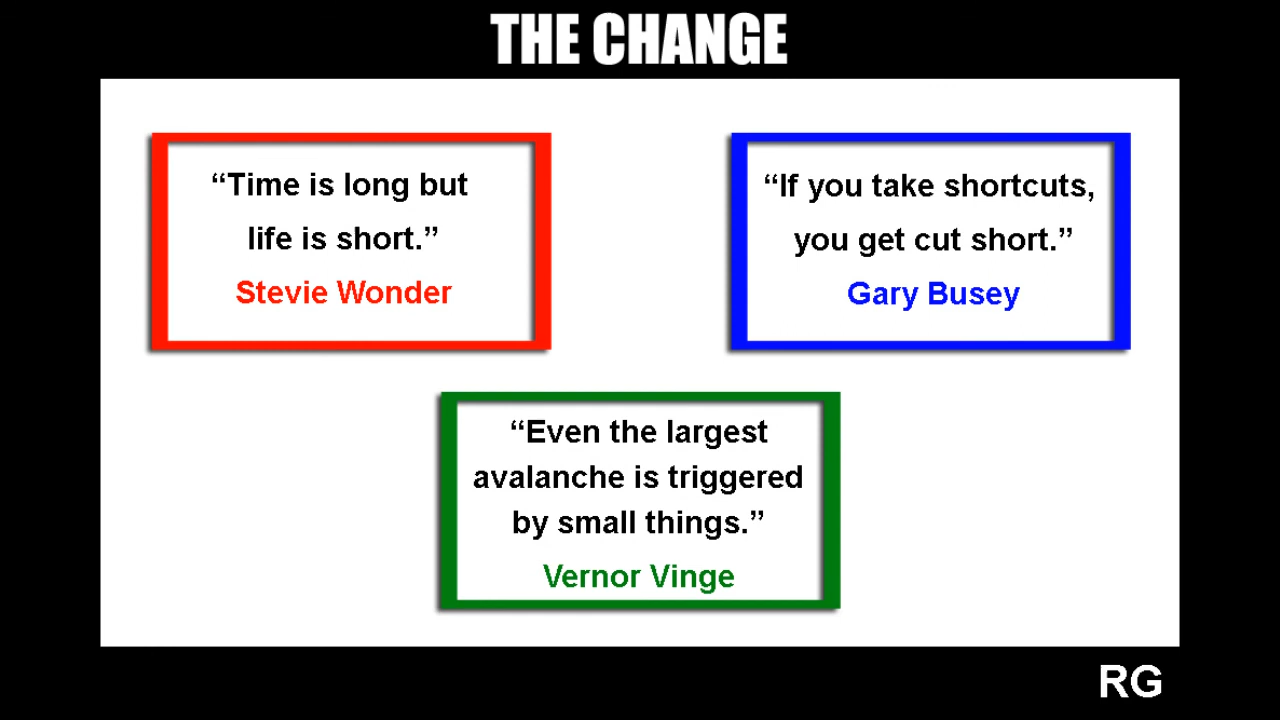 THE CHANGE
“Time is long but
life is short.”
Stevie Wonder
“If you take shortcuts,
you get cut short.”
Gary Busey
“Even the largest
avalanche is triggered
by small things.”
Vernor Vinge
RG